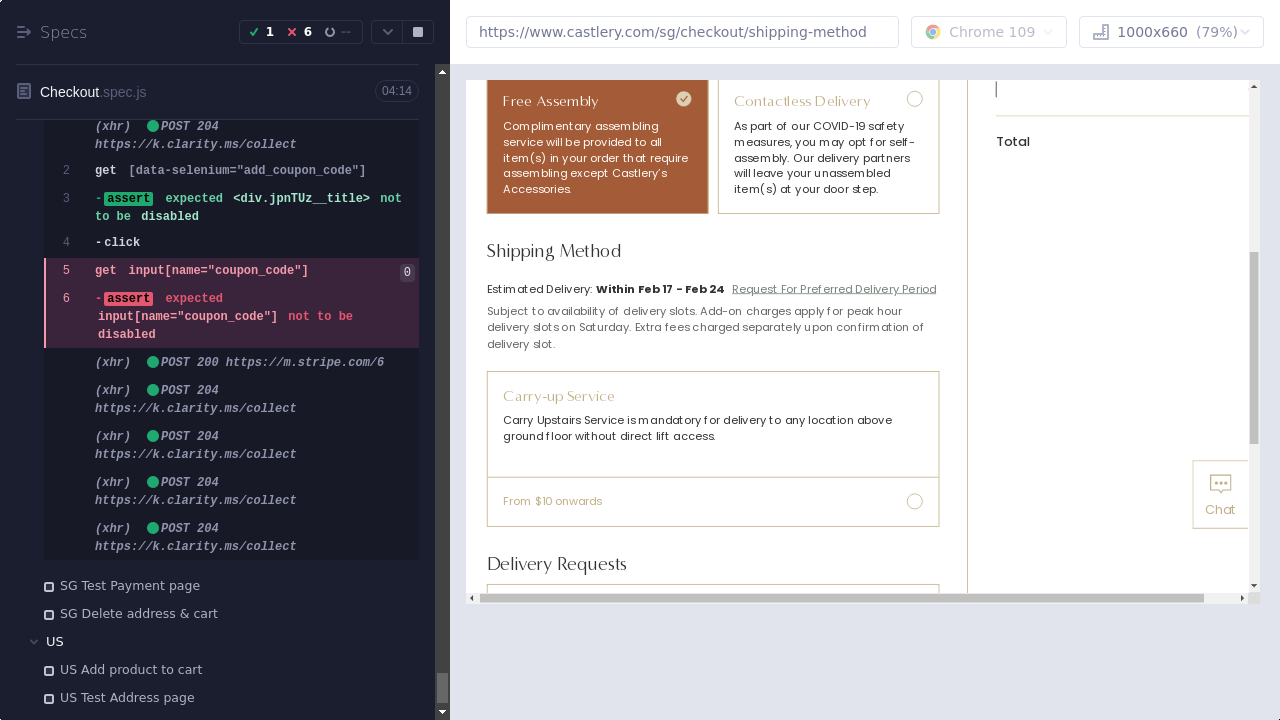 Specs
1
6
--
Checkout.spec.js
04:14
(xhr) POST 204
https://k.clarity.ms/collect
2 get [data-selenium="add_coupon_code"]
3 -assert expected <div.jpnTUz__title> not
to be disabled
4 -click
5 get input[name="coupon_code"] 0
6 -assert expected
input[name="coupon_code"] not to be
disabled
(xhr) POST 200 https://m.stripe.com/6
(xhr) POST 204
https://k.clarity.ms/collect
(xhr) POST 204
https://k.clarity.ms/collect
(xhr) POST 204
https://k.clarity.ms/collect
(xhr) POST 204
https://k.clarity.ms/collect
SG Test Payment page
SG Delete address & cart
US
US Add product to cart
US Test Address page
https://www.castlery.com/sg/checkout/shipping-method
Chrome 109
1000x660 (79%)
Free Assembly
Complimentary assembling
service will be provided to all
item(s) in your order that require
assembling except Castlery's
Accessories.
Contactless Delivery
As part of our COVID-19 safety
measures, you may opt for self-
assembly. Our delivery partners
will leave your unassembled
item(s) at your door step.
Total
Shipping Method
Estimated Delivery: Within Feb 17 - Feb 24 Request For Preferred Delivery Period
Subject to availability of delivery slots. Add-on charges apply for peak hour
delivery slots on Saturday. Extra fees charged separately upon confirmation of
delivery slot.
Carry-up Service
Carry Upstairs Service is mandatory for delivery to any location above
ground floor without direct lift access.
From $10 onwards
Chat
Delivery Requests